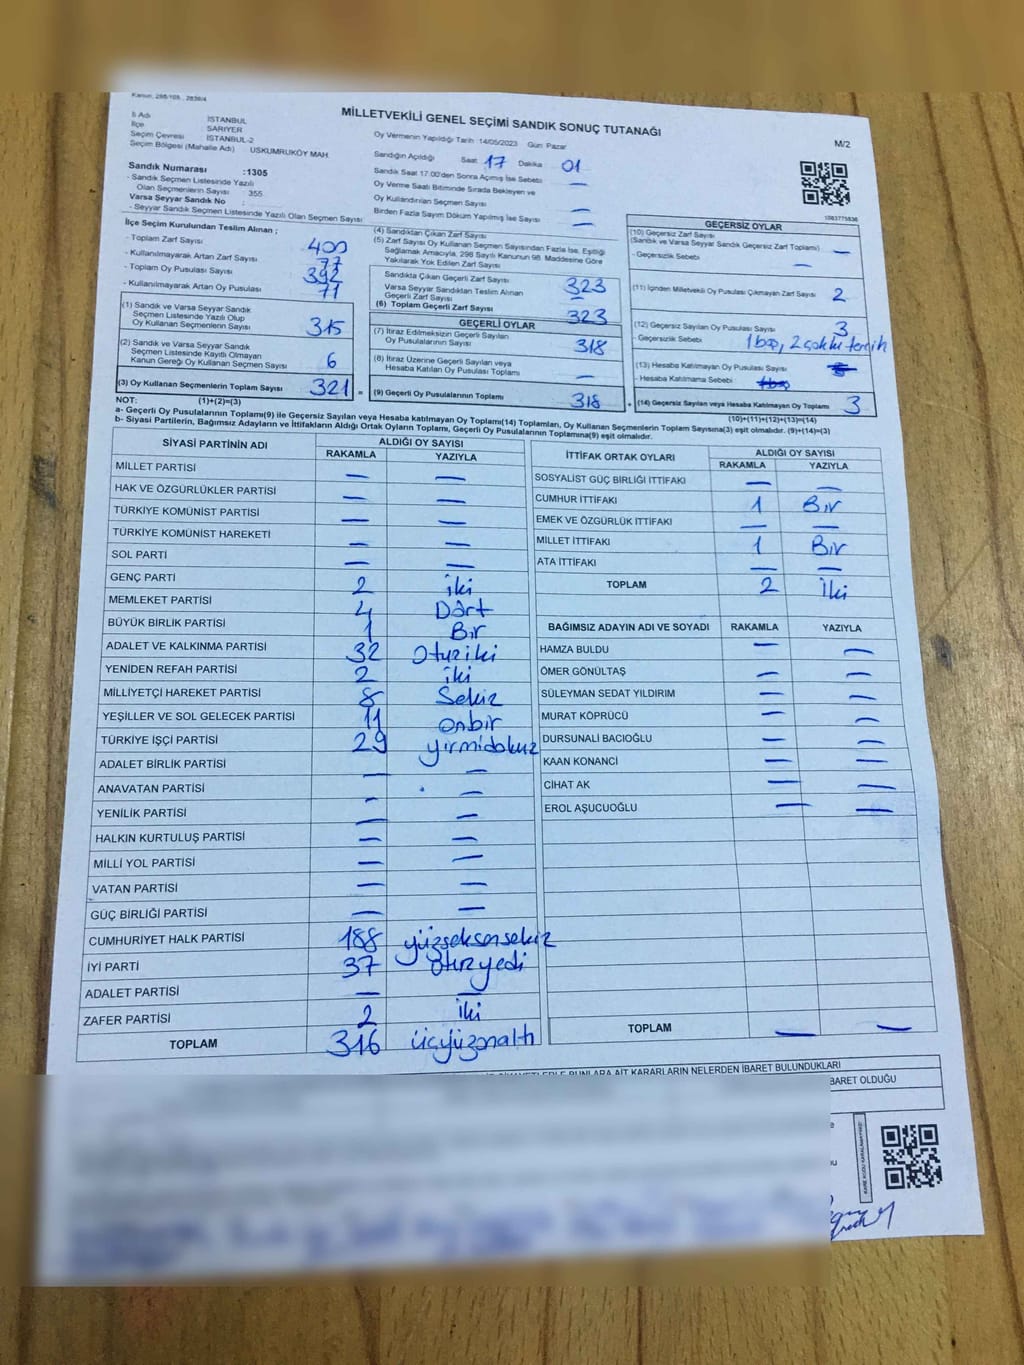 Kanun, 298/105 , 2839/4
MİLLETVEKİLİ GENEL SEÇİMİ SANDIK SONUÇ TUTANAĞI
M/2
İl Adı İSTANBUL
İlçe SARIYER
Seçim Çevresi İSTANBUL-2
Seçim Bölgesi (Mahalle Adı) USKUMRUKÖY MAH.
Oy Vermenin Yapıldığı Tarih :14/05/2023 Gün: Pazar
Sandığın Açıldığı Saat 17 Dakika 01
Sandık Saat 17:00'den Sonra Açılmış İse Sebebi —
Oy Verme Saati Bitiminde Sırada Bekleyen ve
Oy Kullandırılan Seçmen Sayısı —
Birden Fazla Sayım Döküm Yapılmış İse Sayısı —
Sandık Numarası :1305
- Sandık Seçmen Listesinde Yazılı
Olan Seçmenlerin Sayısı : 355
Varsa Seyyar Sandık No :
- Seyyar Sandık Seçmen Listesinde Yazılı Olan Seçmen Sayısı
1583775836
İlçe Seçim Kurulundan Teslim Alınan ;
- Toplam Zarf Sayısı 400
- Kullanılmayarak Artan Zarf Sayısı 77
- Toplam Oy Pusulası Sayısı 392
- Kullanılmayarak Artan Oy Pusulası 71
(1) Sandık ve Varsa Seyyar Sandık
Seçmen Listesinde Yazılı Olup
Oy Kullanan Seçmenlerin Sayısı 315
(2) Sandık ve Varsa Seyyar Sandık
Seçmen Listesinde Kayıtlı Olmayan
Kanun Gereği Oy Kullanan Seçmen Sayısı 6
(3) Oy Kullanan Seçmenlerin Toplam Sayısı 321 =
(4) Sandıktan Çıkan Zarf Sayısı
(5) Zarf Sayısı Oy Kullanan Seçmen Sayısından Fazla İse, Eşitliği
Sağlamak Amacıyla, 298 Sayılı Kanunun 98. Maddesine Göre
Yakılarak Yok Edilen Zarf Sayısı
Sandıkta Çıkan Geçerli Zarf Sayısı 323
Varsa Seyyar Sandıktan Teslim Alınan
Geçerli Zarf Sayısı —
(6) Toplam Geçerli Zarf Sayısı 323
GEÇERLİ OYLAR
(7) İtiraz Edilmeksizin Geçerli Sayılan
Oy Pusulalarının Sayısı 318
(8) İtiraz Üzerine Geçerli Sayılan veya
Hesaba Katılan Oy Pusulası Toplamı —
(9) Geçerli Oy Pusulalarının Toplamı 318 +
GEÇERSİZ OYLAR
(10) Geçersiz Zarf Sayısı
(Sandık ve Varsa Seyyar Sandık Geçersiz Zarf Toplamı) —
- Geçersizlik Sebebi —
(11) İçinden Milletvekili Oy Pusulası Çıkmayan Zarf Sayısı 2
(12) Geçersiz Sayılan Oy Pusulası Sayısı 3
- Geçersizlik Sebebi 1 boş, 2 çoklu tercih
(13) Hesaba Katılmayan Oy Pusulası Sayısı
- Hesaba Katılmama Sebebi
(14) Geçersiz Sayılan veya Hesaba Katılmayan Oy Toplamı 3
NOT: (1)+(2)=(3) (10)+(11)+(12)+(13)=(14)
a- Geçerli Oy Pusulalarının Toplamı(9) ile Geçersiz Sayılan veya Hesaba katılmayan Oy Toplamı(14) Toplamları, Oy Kullanan Seçmenlerin Toplam Sayısına(3) eşit olmalıdır. (9)+(14)=(3)
b- Siyasi Partilerin, Bağımsız Adayların ve İttifakların Aldığı Ortak Oyların Toplamı, Geçerli Oy Pusulalarının Toplamına(9) eşit olmalıdır.
SİYASİ PARTİNİN ADI ALDIĞI OY SAYISI
RAKAMLA YAZIYLA
MİLLET PARTİSİ — —
HAK VE ÖZGÜRLÜKLER PARTİSİ — —
TÜRKİYE KOMÜNİST PARTİSİ — —
TÜRKİYE KOMÜNİST HAREKETİ — —
SOL PARTİ — —
GENÇ PARTİ 2 iki
MEMLEKET PARTİSİ 4 Dört
BÜYÜK BİRLİK PARTİSİ 1 Bir
ADALET VE KALKINMA PARTİSİ 32 Otuziki
YENİDEN REFAH PARTİSİ 2 iki
MİLLİYETÇİ HAREKET PARTİSİ 8 Sekiz
YEŞİLLER VE SOL GELECEK PARTİSİ 11 onbir
TÜRKİYE İŞÇİ PARTİSİ 29 yirmidokuz
ADALET BİRLİK PARTİSİ — —
ANAVATAN PARTİSİ — —
YENİLİK PARTİSİ — —
HALKIN KURTULUŞ PARTİSİ — —
MİLLİ YOL PARTİSİ — —
VATAN PARTİSİ — —
GÜÇ BİRLİĞİ PARTİSİ — —
CUMHURİYET HALK PARTİSİ 188 yüzseksensekiz
İYİ PARTİ 37 Otuzyedi
ADALET PARTİSİ — —
ZAFER PARTİSİ 2 İki
TOPLAM 316 üçyüzonaltı
İTTİFAK ORTAK OYLARI ALDIĞI OY SAYISI
RAKAMLA YAZIYLA
SOSYALİST GÜÇ BİRLİĞİ İTTİFAKI — —
CUMHUR İTTİFAKI 1 Bir
EMEK VE ÖZGÜRLÜK İTTİFAKI — —
MİLLET İTTİFAKI 1 Bir
ATA İTTİFAKI — —
TOPLAM 2 İki
BAĞIMSIZ ADAYIN ADI VE SOYADI RAKAMLA YAZIYLA
HAMZA BULDU — —
ÖMER GÖNÜLTAŞ — —
SÜLEYMAN SEDAT YILDIRIM — —
MURAT KÖPRÜCÜ — —
DURSUNALİ BACIOĞLU — —
KAAN KONANCİ — —
CİHAT AK — —
EROL AŞUCUOĞLU — —
TOPLAM — —
BUNLARA AİT KARARLARIN NELERDEN İBARET BULUNDUKLARI
İBARET OLDUĞU